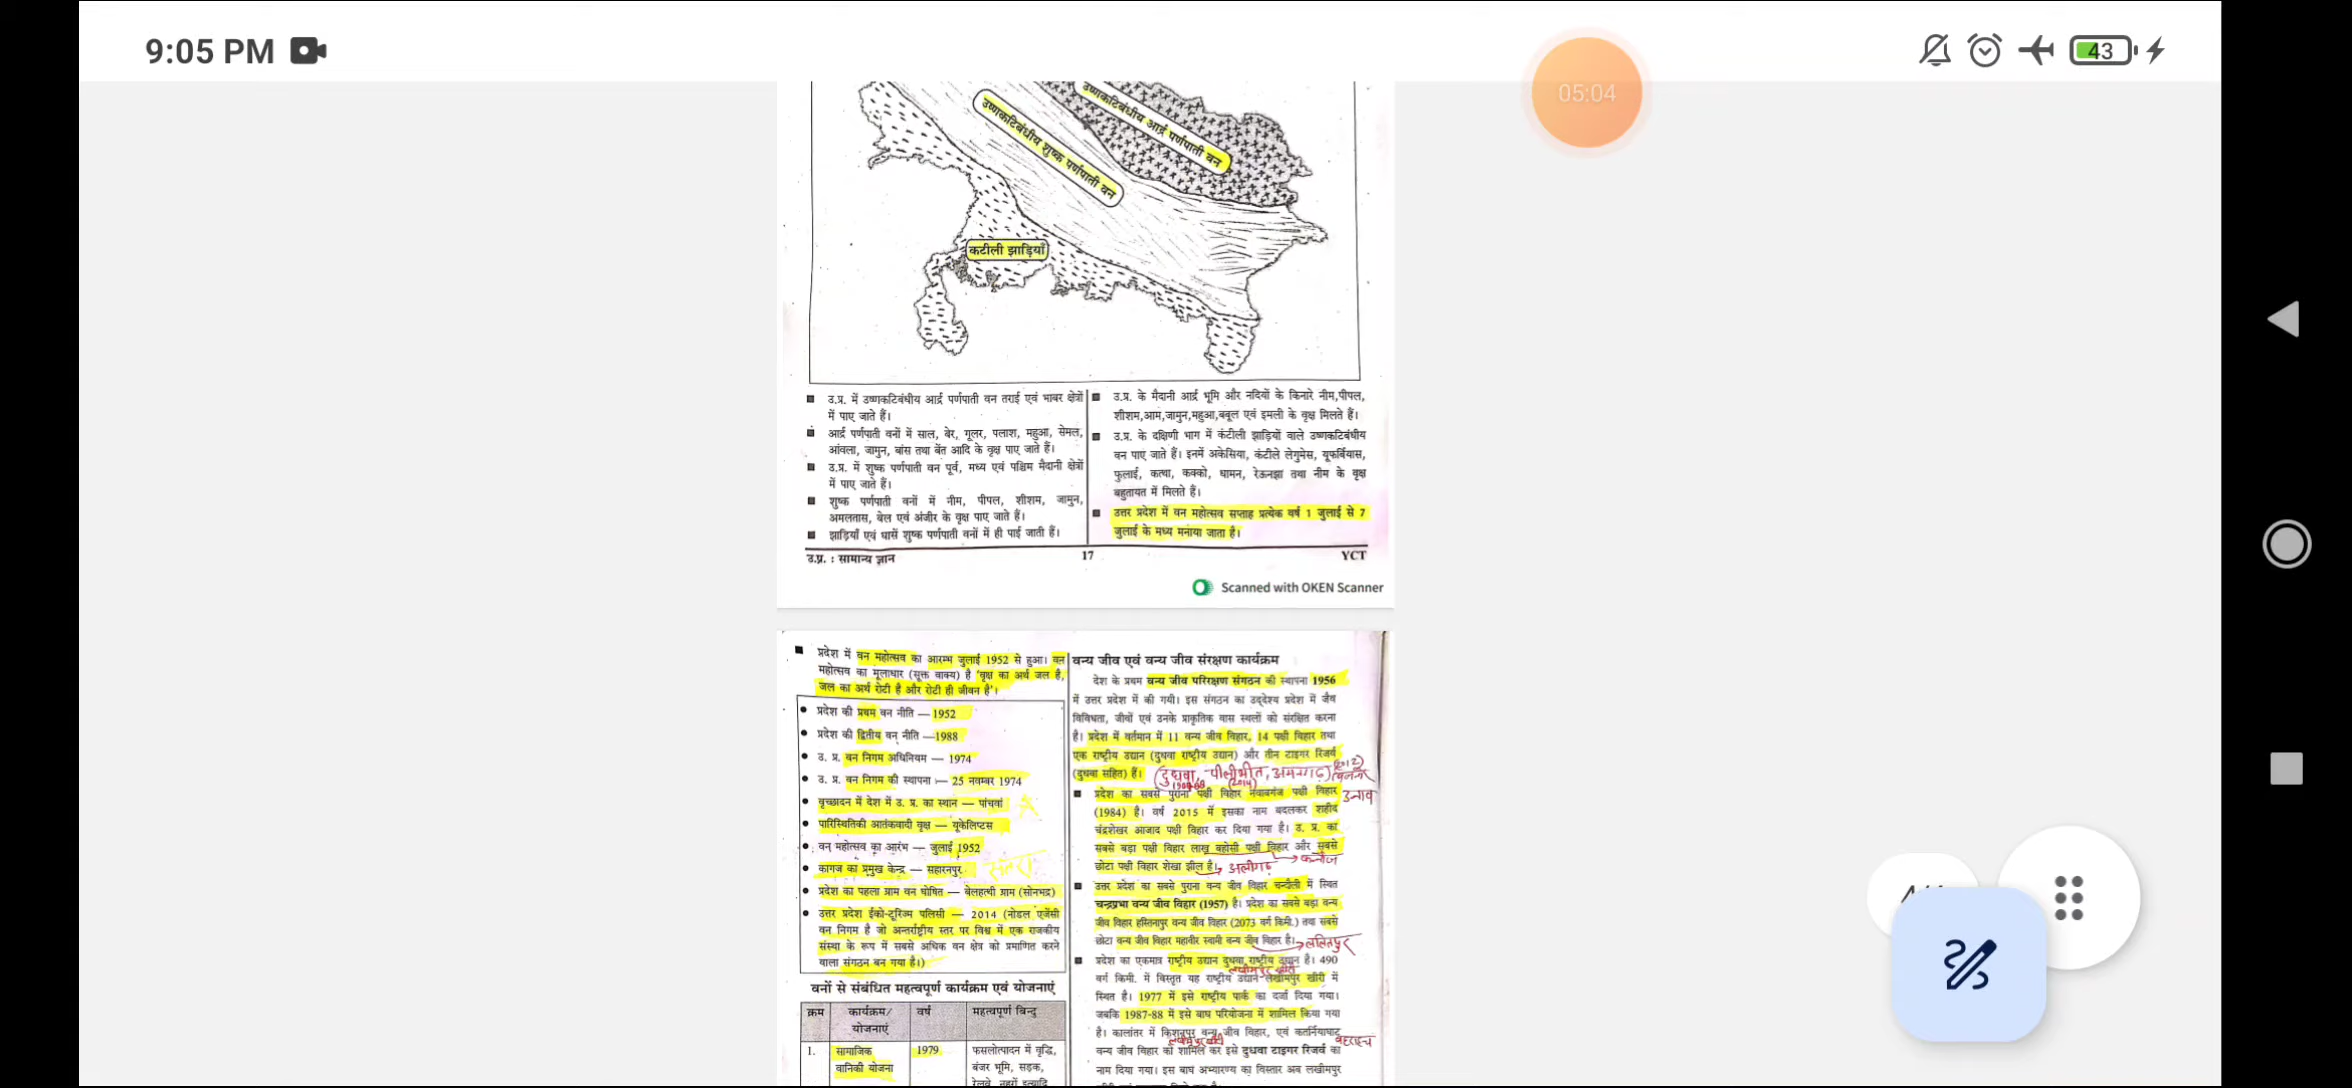 9:05 PM
43
05:04
उष्णकटिबंधीय आर्द्र पर्णपाती वन
उष्णकटिबंधीय शुष्क पर्णपाती वन
कटीली झाड़ियाँ
उ.प्र. में उष्णकटिबंधीय आर्द्र पर्णपाती वन तराई एवं भाबर क्षेत्रों
में पाए जाते हैं।
आर्द्र पर्णपाती वनों में साल, बेर, गूलर, पलाश, महुआ, सेमल,
आंवला, जामुन, बांस तथा बेंत आदि के वृक्ष पाए जाते हैं।
उ.प्र. में शुष्क पर्णपाती वन पूर्व, मध्य एवं पश्चिम मैदानी क्षेत्रों
में पाए जाते हैं।
शुष्क पर्णपाती वनों में नीम, पीपल, शीशम, जामुन,
अमलतास, बेल एवं अंजीर के वृक्ष पाए जाते हैं।
झाड़ियाँ एवं घासें शुष्क पर्णपाती वनों में ही पाई जाती हैं।
उ.प्र. के मैदानी आर्द्र भूमि और नदियों के किनारे नीम,पीपल,
शीशम,आम,जामुन,महुआ,बबूल एवं इमली के वृक्ष मिलते हैं।
उ.प्र. के दक्षिणी भाग में कंटीली झाड़ियों वाले उष्णकटिबंधीय
वन पाए जाते हैं। इनमें अकेसिया, कंटीले लेगुमेस, यूफर्बियास,
फुलाई, कत्था, कक्को, धामन, रेऊनझा तथा नीम के वृक्ष
बहुतायत में मिलते हैं।
उत्तर प्रदेश में वन महोत्सव सप्ताह प्रत्येक वर्ष 1 जुलाई से 7
जुलाई के मध्य मनाया जाता है।
उ.प्र. : सामान्य ज्ञान 17 YCT
Scanned with OKEN Scanner
प्रदेश में वन महोत्सव का आरम्भ जुलाई 1952 से हुआ। वन
महोत्सव का मूलाधार (सूक्त वाक्य) है 'वृक्ष का अर्थ जल है,
जल का अर्थ रोटी है और रोटी ही जीवन है'।
प्रदेश की प्रथम वन नीति — 1952
प्रदेश की द्वितीय वन नीति —1988
उ. प्र. वन निगम अधिनियम — 1974
उ. प्र. वन निगम की स्थापना — 25 नवम्बर 1974
वृच्छादन में देश में उ. प्र. का स्थान — पांचवां
पारिस्थितिकी आतंकवादी वृक्ष — यूकेलिप्टस
वन महोत्सव का आरंभ — जुलाई 1952
कागज का प्रमुख केन्द्र — सहारनपुर
प्रदेश का पहला ग्राम वन घोषित — बेलहत्थी ग्राम (सोनभद्र)
उत्तर प्रदेश ईको-टूरिज्म पलिसी — 2014 (नोडल एजेंसी
वन निगम है जो अन्तर्राष्ट्रीय स्तर पर विश्व में एक राजकीय
संस्था के रूप में सबसे अधिक वन क्षेत्र को प्रमाणित करने
वाला संगठन बन गया है।)
वनों से संबंधित महत्वपूर्ण कार्यक्रम एवं योजनाएं
क्रम कार्यक्रम/ वर्ष महत्वपूर्ण बिन्दु
योजनाएं
1. सामाजिक 1979 फसलोत्पादन में वृद्धि,
वानिकी योजना बंजर भूमि, सड़क,
रेलवे, नहरों इत्यादि
वन्य जीव एवं वन्य जीव संरक्षण कार्यक्रम
देश के प्रथम वन्य जीव परिरक्षण संगठन की स्थापना 1956
में उत्तर प्रदेश में की गयी। इस संगठन का उद्देश्य प्रदेश में जैव
विविधता, जीवों एवं उनके प्राकृतिक वास स्थलों को संरक्षित करना
है। प्रदेश में वर्तमान में 11 वन्य जीव विहार, 14 पक्षी विहार तथा
एक राष्ट्रीय उद्यान (दुधवा राष्ट्रीय उद्यान) और तीन टाइगर रिजर्व
(दुधवा सहित) हैं। (दुधवा, पीलीभीत, अमनगढ़)
(2014)
प्रदेश का सबसे पुराना पक्षी विहार नवाबगंज पक्षी विहार उन्नाव
(1984) है। वर्ष 2015 में इसका नाम बदलकर शहीद
चंद्रशेखर आजाद पक्षी विहार कर दिया गया है। उ. प्र. का
सबसे बड़ा पक्षी विहार लाख बहोसी पक्षी विहार और सबसे
छोटा पक्षी विहार शेखा झील है। अलीगढ़ कन्नौज
उत्तर प्रदेश का सबसे पुराना वन्य जीव विहार चन्दौली में स्थित
चन्द्रप्रभा वन्य जीव विहार (1957) है। प्रदेश का सबसे बड़ा वन्य
जीव विहार हस्तिनापुर वन्य जीव विहार (2073 वर्ग किमी.) तथा सबसे
छोटा वन्य जीव विहार महावीर स्वामी वन्य जीव विहार है। ललितपुर
प्रदेश का एकमात्र राष्ट्रीय उद्यान दुधवा राष्ट्रीय उद्यान है। 490
वर्ग किमी. में विस्तृत यह राष्ट्रीय उद्यान लखीमपुर खीरी में
स्थित है। 1977 में इसे राष्ट्रीय पार्क का दर्जा दिया गया।
जबकि 1987-88 में इसे बाघ परियोजना में शामिल किया गया
है। कालांतर में किशनपुर वन्य जीव विहार, एवं कतर्नियाघाट बहराइच
वन्य जीव विहार को शामिल कर इसे दुधवा टाइगर रिजर्व का
नाम दिया गया। इस बाघ अभ्यारण्य का विस्तार अब लखीमपुर